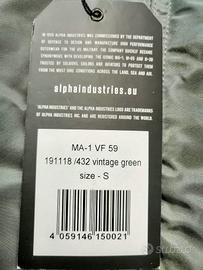 IN 1959 ALPHA INDUSTRIES WAS COMMISSIONED BY THE DEPARTMENT
OF DEFENSE TO DESIGN AND MANUFACTURE HIGH PERFORMANCE
OUTERWEAR FOR THE US MILITARY. THE COMPANY QUICKLY BECAME
SYNONYMOUS WITH DEVELOPING THE ICONIC MA-1, M-65 AND N-3B
TRUSTED BY SOLDIERS, SAILORS AND AVIATORS TO PROTECT THEM
FROM THE MOST EXTREME CONDITIONS ACROSS THE LAND, SEA AND AIR.
alphaindustries.eu
"ALPHA INDUSTRIES" AND THE ALPHA INDUSTRIES LOGO ARE TRADEMARKS
OF ALPHA INDUSTRIES, INC. AND ARE REGISTERED AROUND THE WORLD.
MA-1 VF 59
191118 /432 vintage green
size - S
4 059146 150021
subito